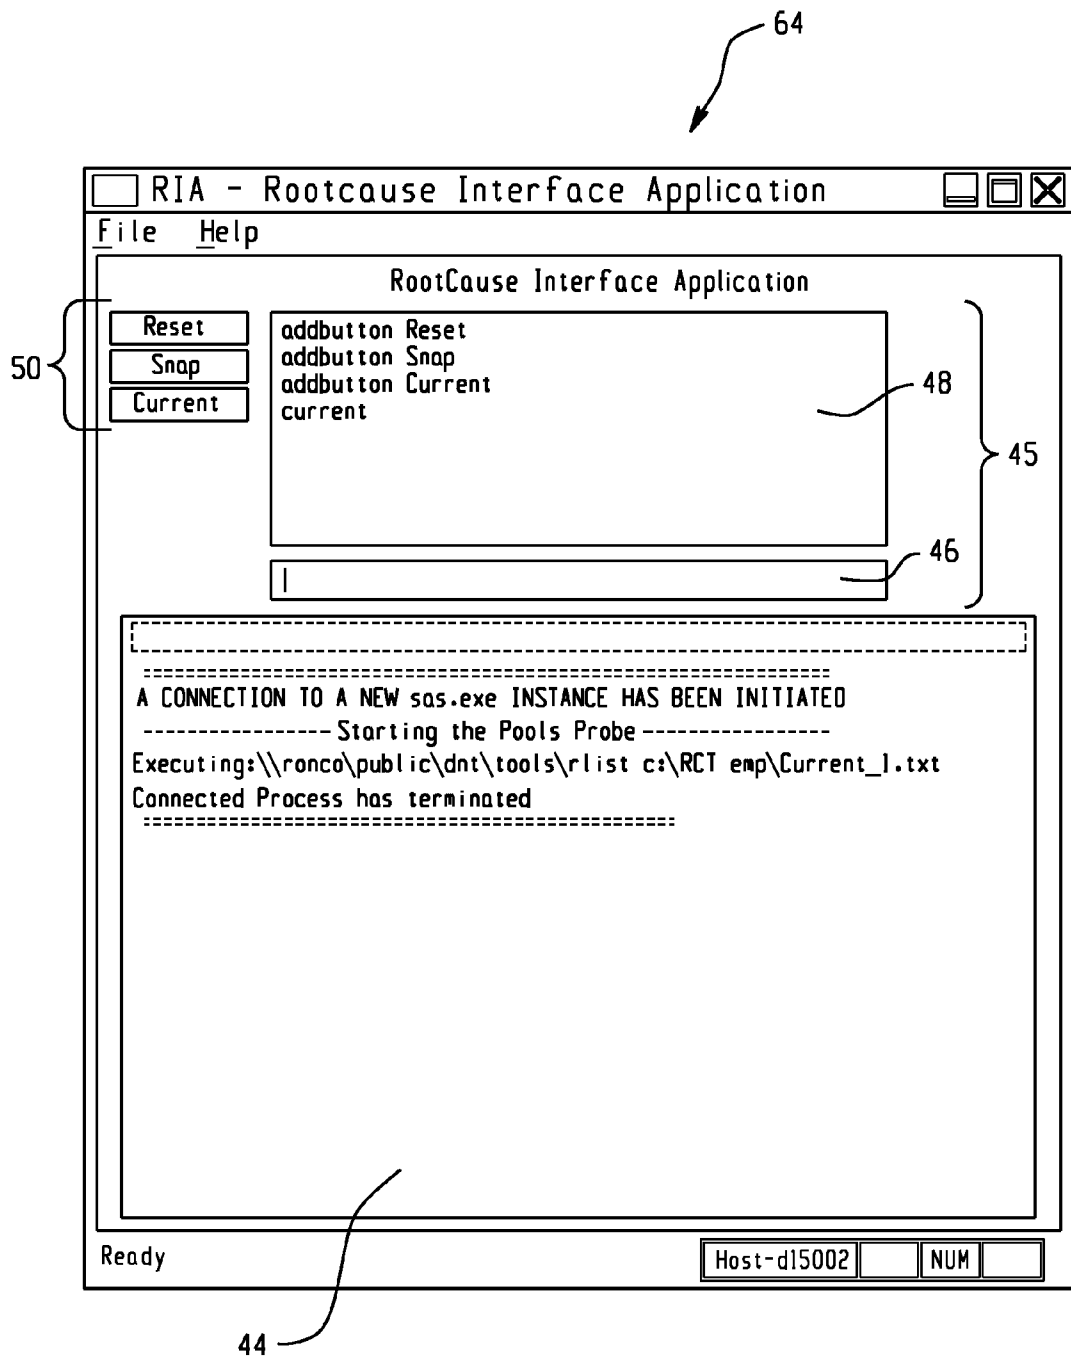 64
RIA - Rootcause Interface Application
File Help
RootCause Interface Application
50
Reset
Snap
Current
addbutton Reset
addbutton Snap
addbutton Current
current
48
45
46
|
================================================================
A CONNECTION TO A NEW sas.exe INSTANCE HAS BEEN INITIATED
----------------- Starting the Pools Probe -----------------
Executing:\\ronco\public\dnt\tools\rlist c:\RCT emp\Current_1.txt
Connected Process has terminated
==================================================
Ready
Host-d15002
NUM
44